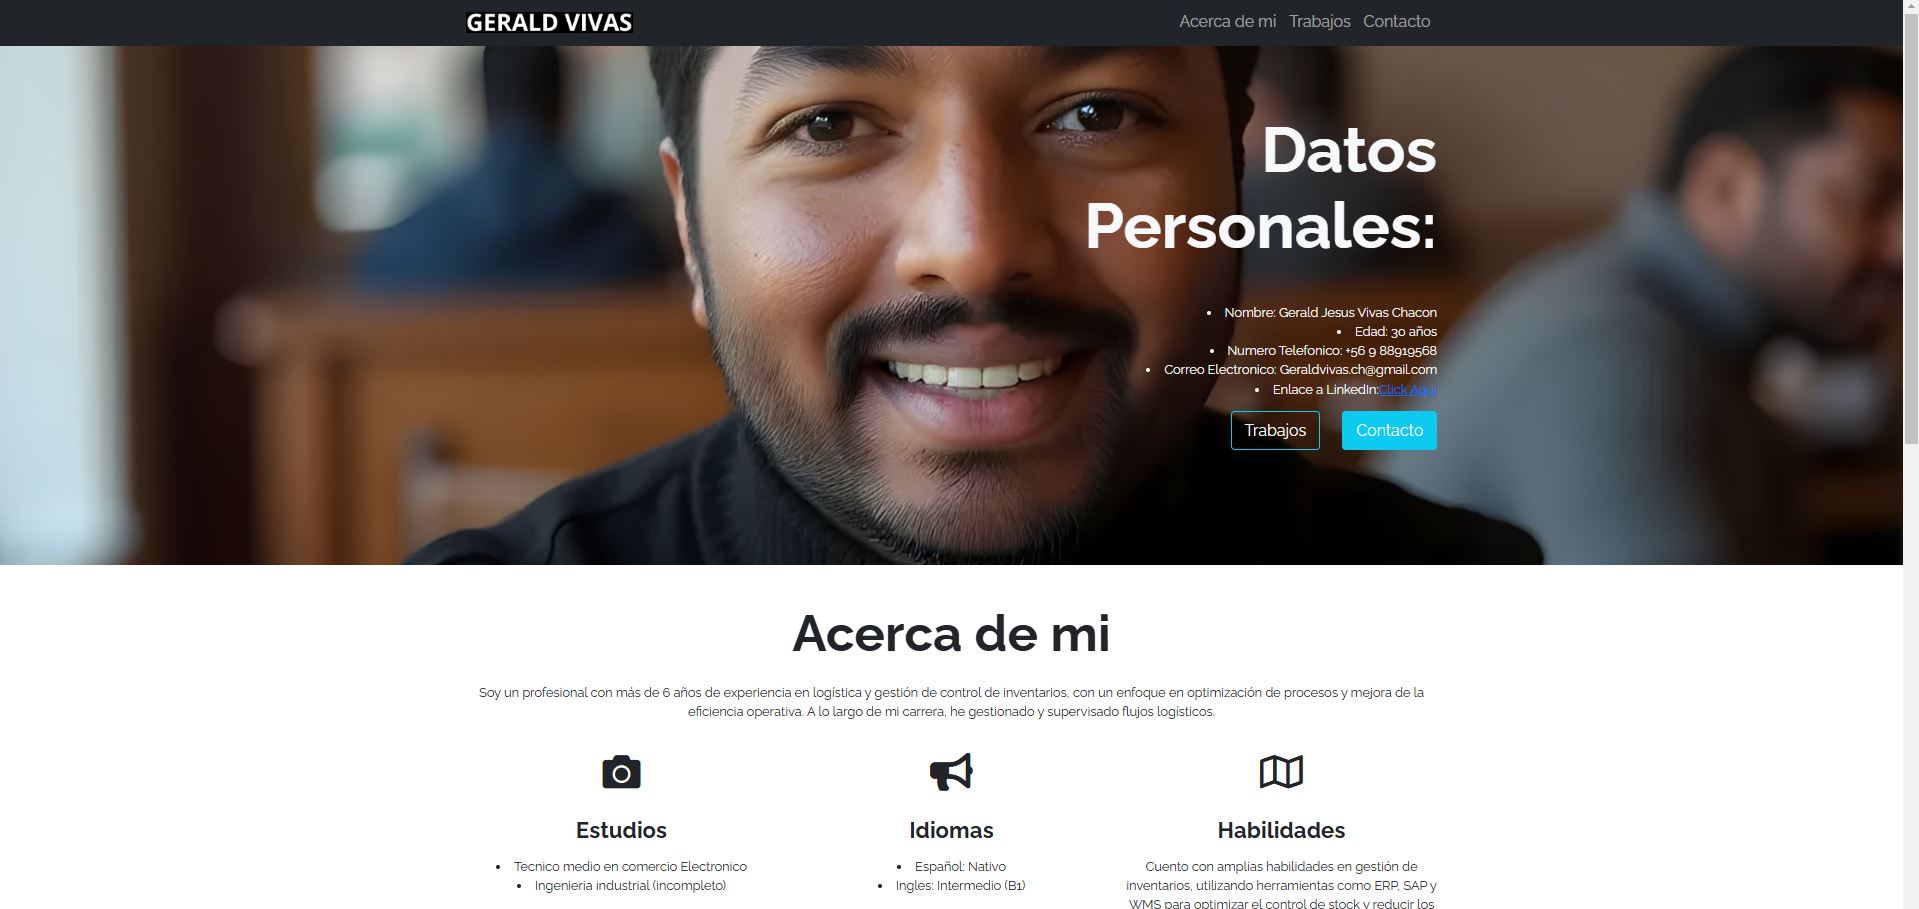 GERALD VIVAS
Acerca de mi Trabajos Contacto
Datos
Personales:
Nombre: Gerald Jesus Vivas Chacon
Edad: 30 años
Numero Telefonico: +56 9 88919568
Correo Electronico: Geraldvivas.ch@gmail.com
Enlace a LinkedIn:Click Aqui
Trabajos Contacto
Acerca de mi
Soy un profesional con más de 6 años de experiencia en logística y gestión de control de inventarios, con un enfoque en optimización de procesos y mejora de la
eficiencia operativa. A lo largo de mi carrera, he gestionado y supervisado flujos logísticos.
Estudios
Tecnico medio en comercio Electronico
Ingenieria industrial (incompleto)
Idiomas
Español: Nativo
Ingles: Intermedio (B1)
Habilidades
Cuento con amplias habilidades en gestión de
inventarios, utilizando herramientas como ERP, SAP y
WMS para optimizar el control de stock y reducir los